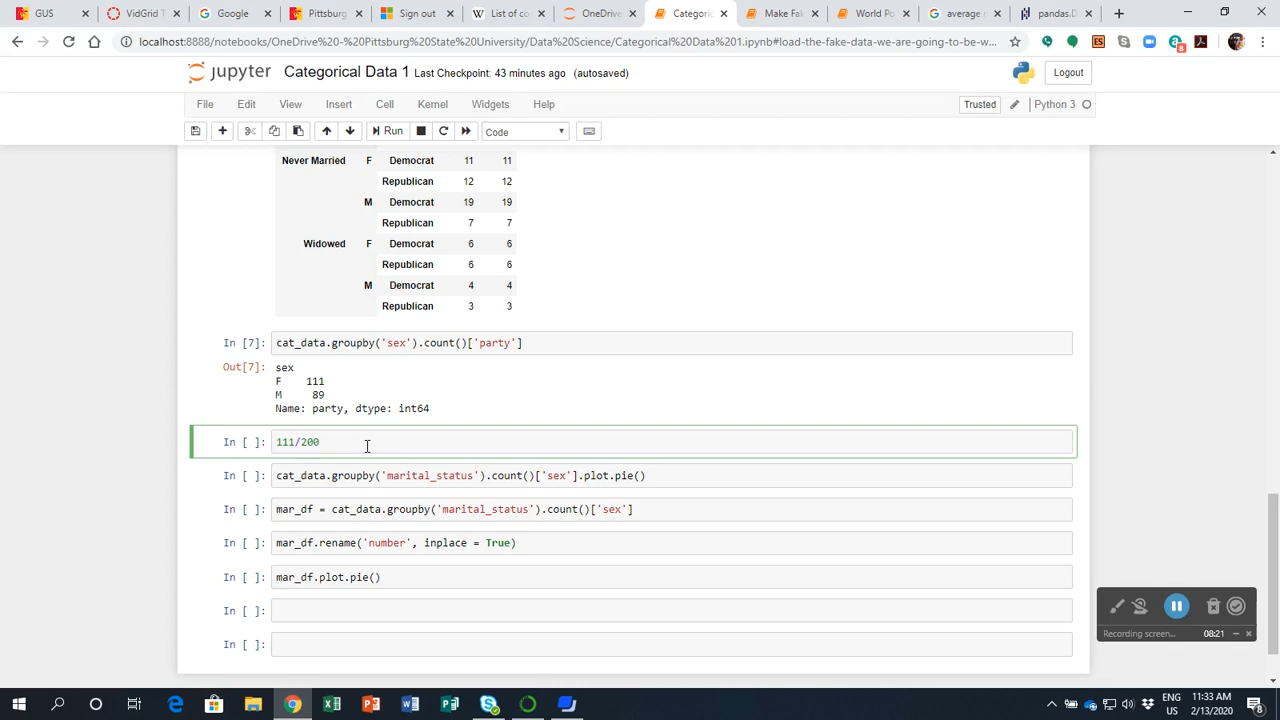 GUS
VidGrid T
Google
Pittsburg
Sign out
List of co
OneDrive
Categoric
Make Fak
World Po
average n
pandas.D
localhost:8888/notebooks/OneDrive%20-%20Pittsburg%20State%20University/Data%20Science/Categorical%20Data%201.ipynb#load-the-fake-data-we-are-going-to-be-w...
jupyter Categorical Data 1 Last Checkpoint: 43 minutes ago (autosaved)
Logout
File Edit View Insert Cell Kernel Widgets Help
Trusted Python 3
Run Code
Never Married F Democrat 11 11
Republican 12 12
M Democrat 19 19
Republican 7 7
Widowed F Democrat 6 6
Republican 6 6
M Democrat 4 4
Republican 3 3
In [7]: cat_data.groupby('sex').count()['party']
Out[7]: sex
F 111
M 89
Name: party, dtype: int64
In [ ]: 111/200
In [ ]: cat_data.groupby('marital_status').count()['sex'].plot.pie()
In [ ]: mar_df = cat_data.groupby('marital_status').count()['sex']
In [ ]: mar_df.rename('number', inplace = True)
In [ ]: mar_df.plot.pie()
In [ ]:
In [ ]:
Recording screen... 08:21
ENG 11:33 AM
US 2/13/2020